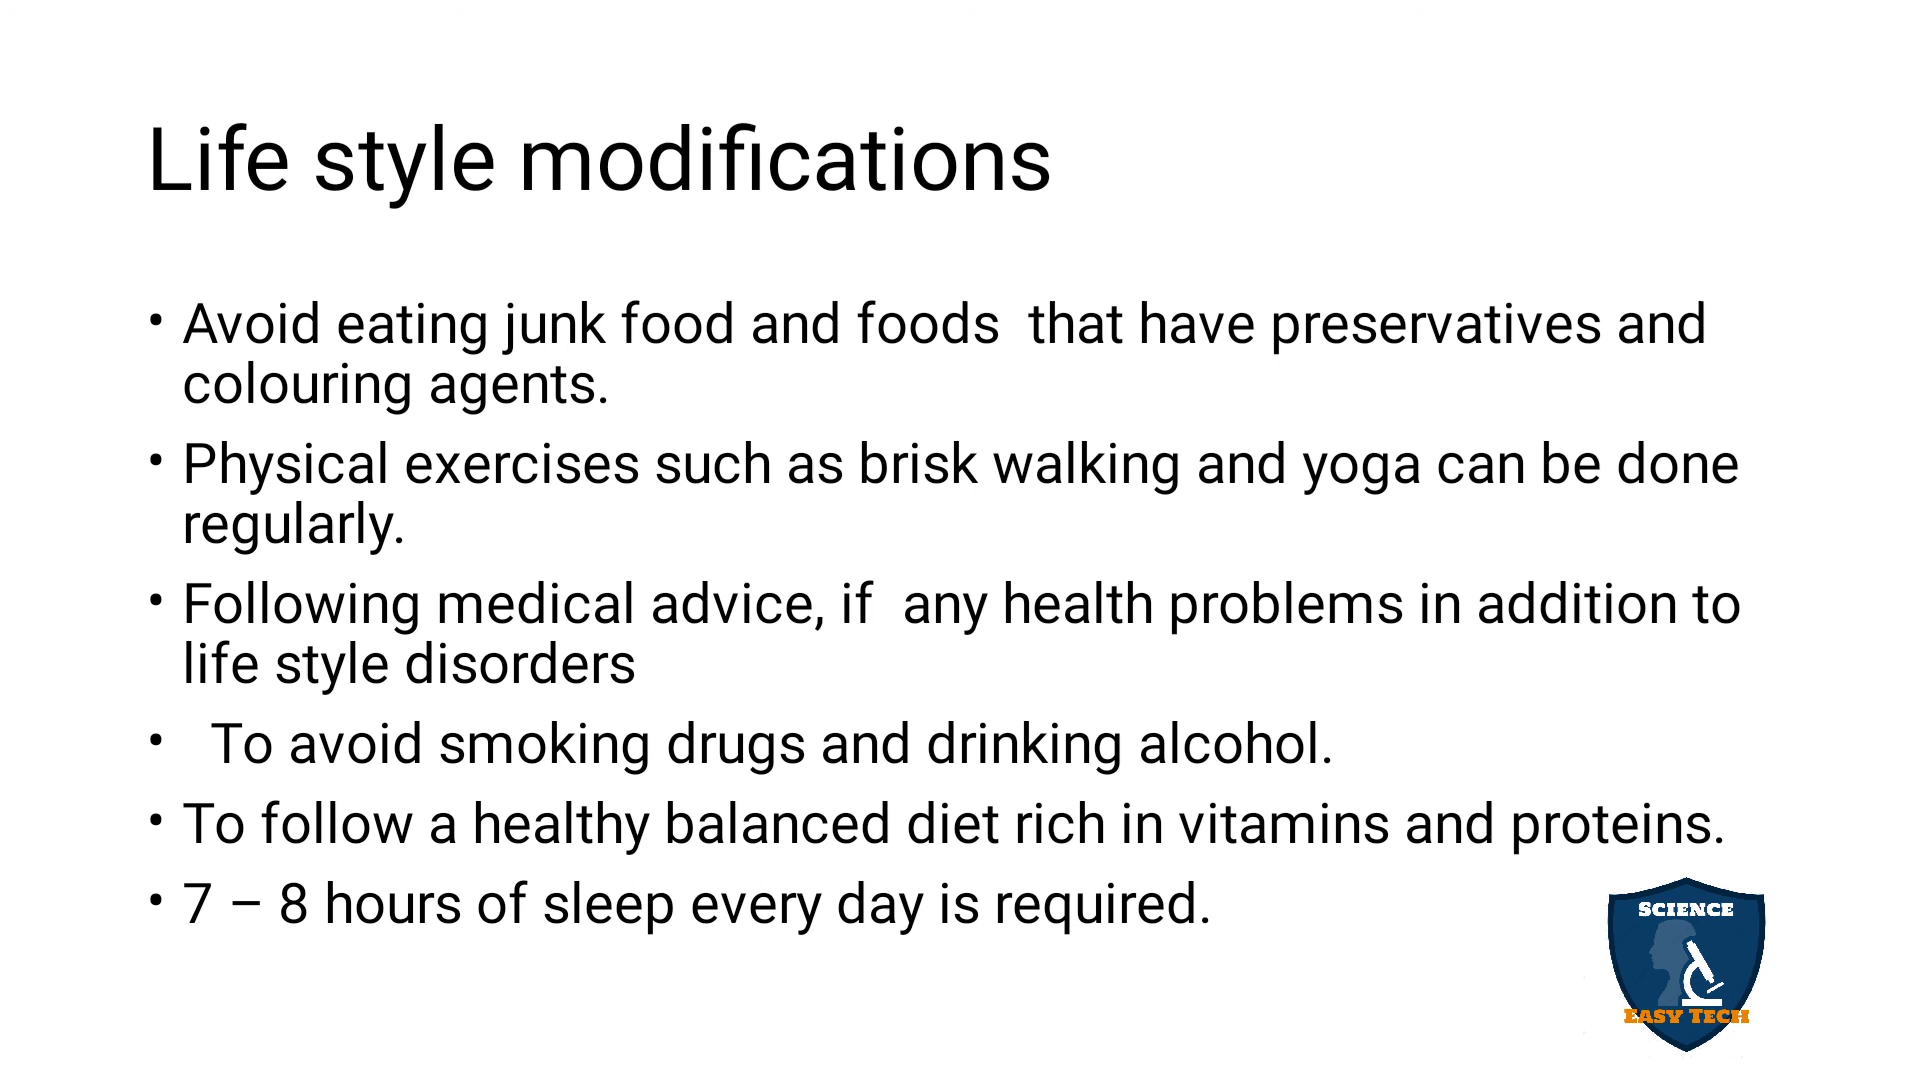 Life style modifications
• Avoid eating junk food and foods  that have preservatives and
colouring agents.
• Physical exercises such as brisk walking and yoga can be done
regularly.
• Following medical advice, if  any health problems in addition to
life style disorders
•   To avoid smoking drugs and drinking alcohol.
• To follow a healthy balanced diet rich in vitamins and proteins.
• 7 – 8 hours of sleep every day is required.
SCIENCE
EASY TECH